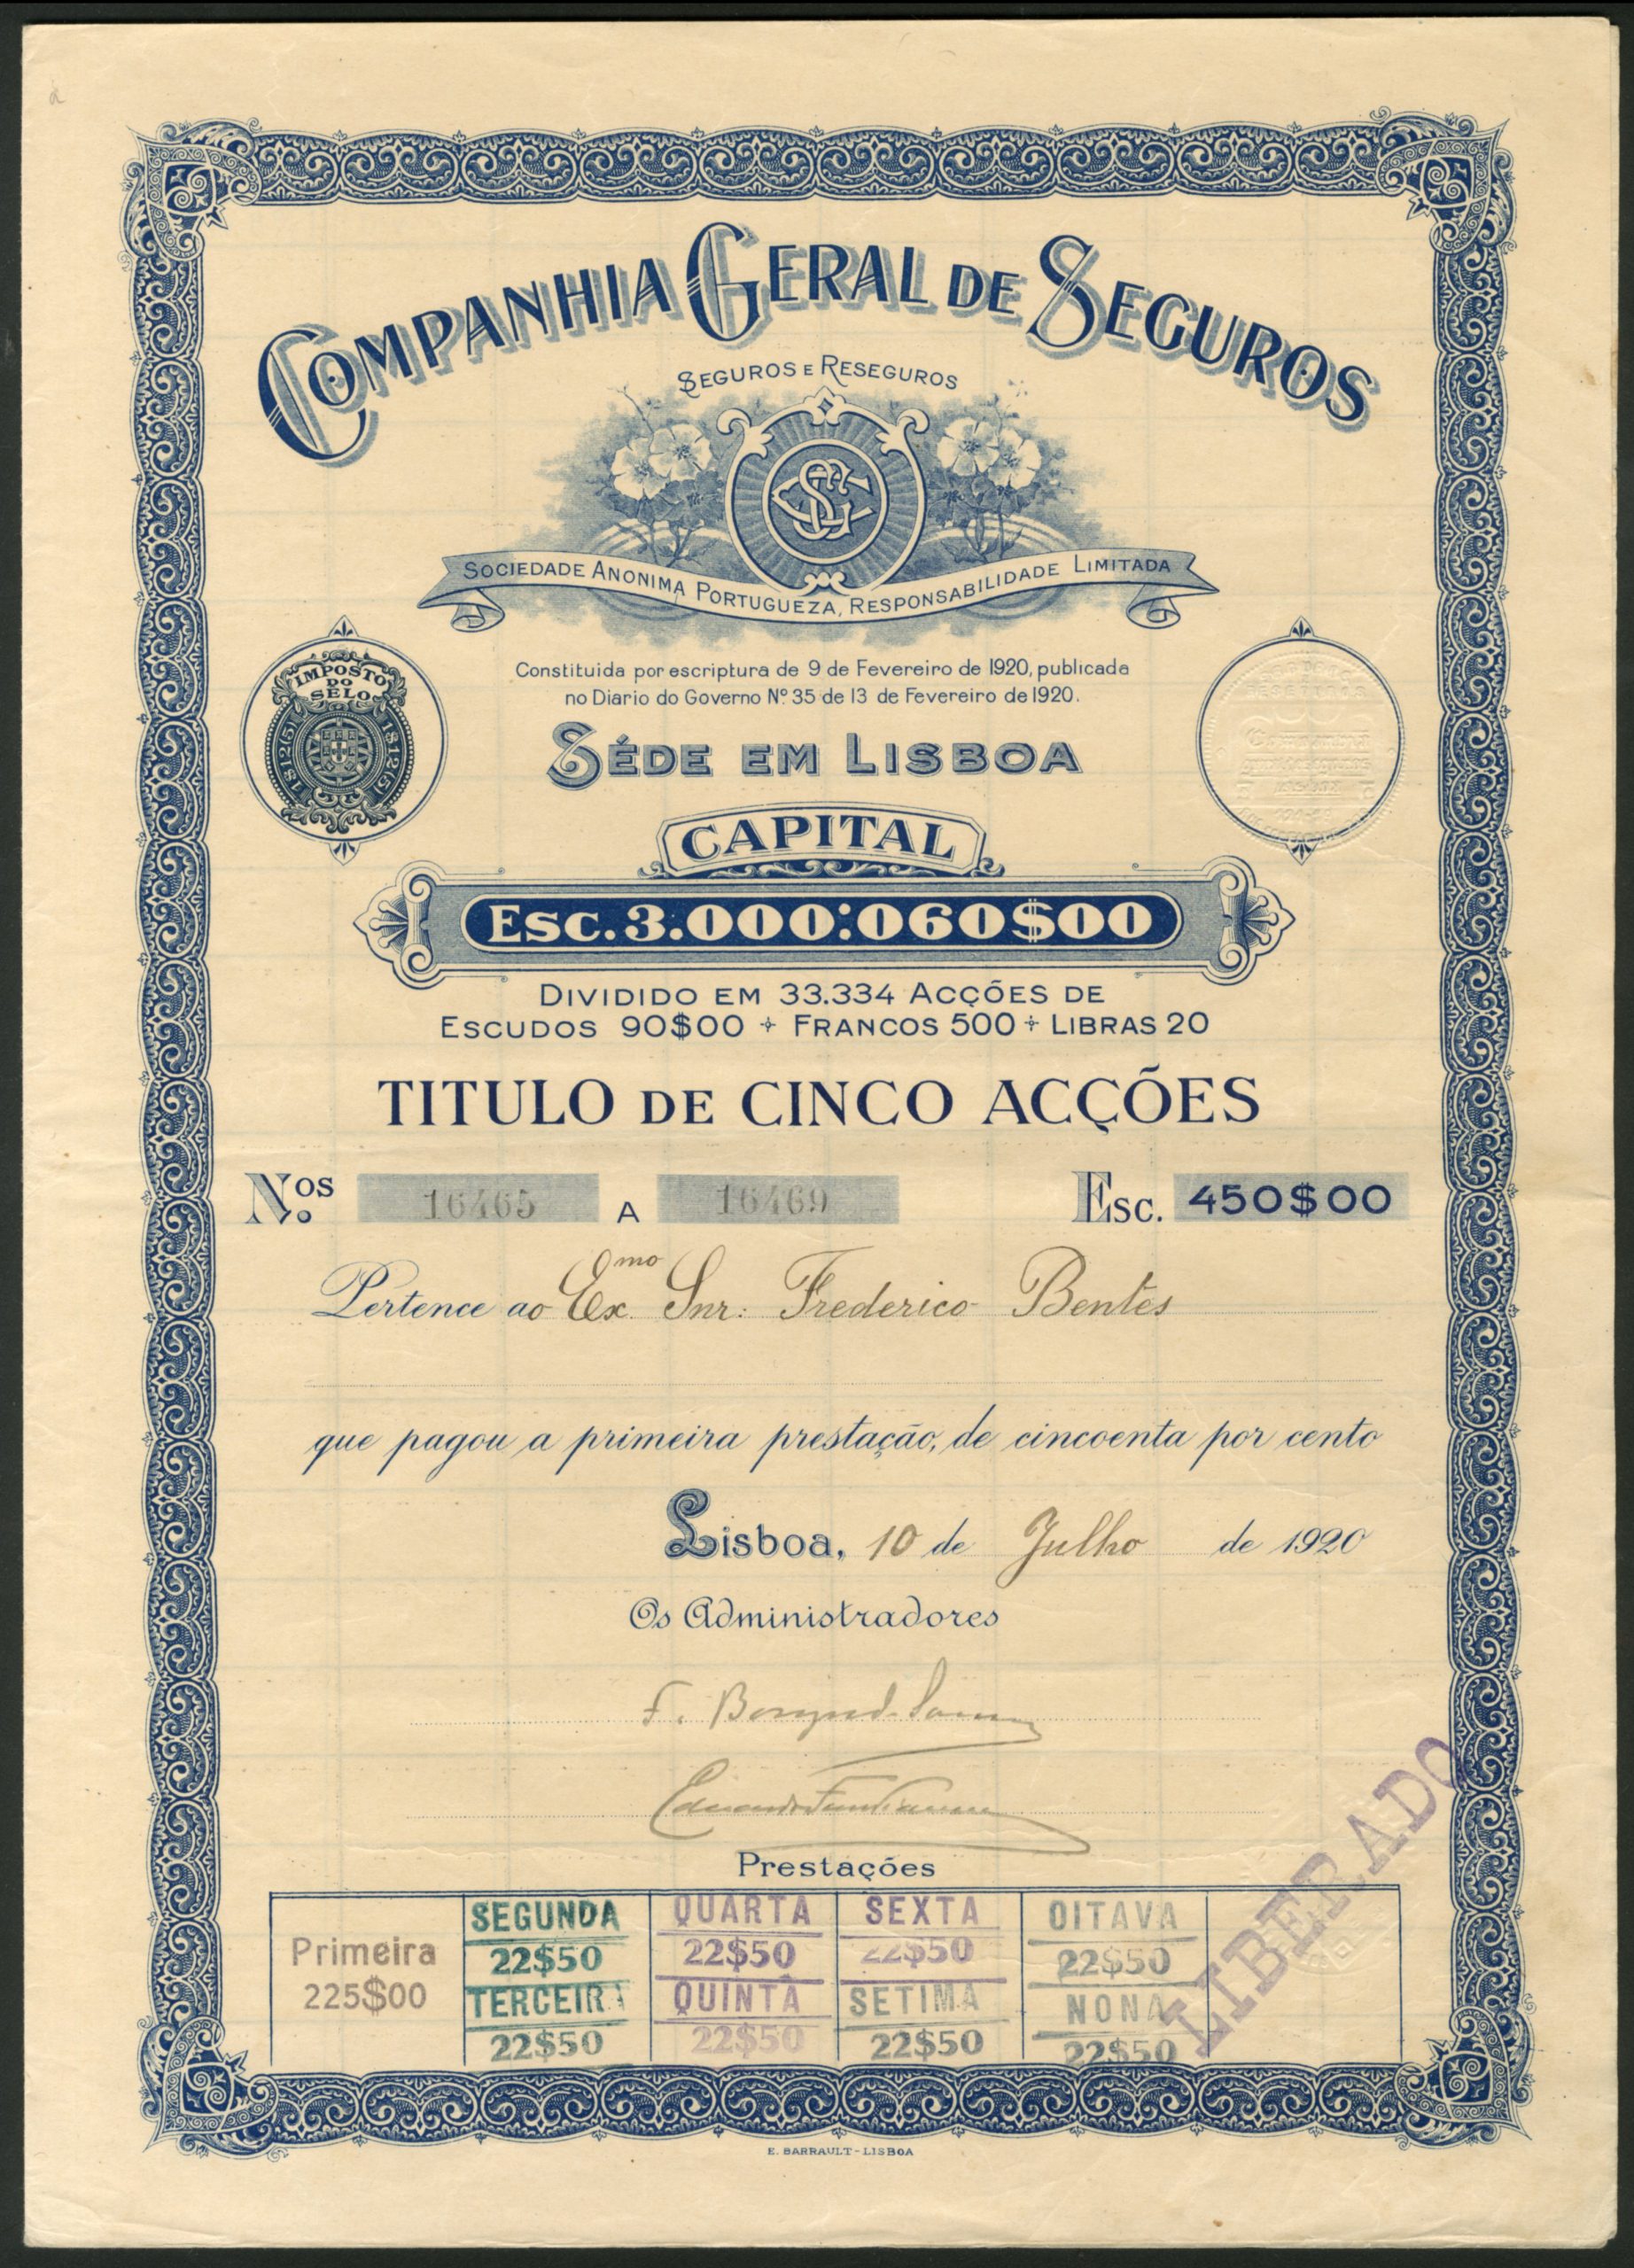 COMPANHIA GERAL DE SEGUROS
SEGUROS E RESEGUROS
SOCIEDADE ANONIMA PORTUGUEZA, RESPONSABILIDADE LIMITADA
Constituida por escriptura de 9 de Fevereiro de 1920, publicada
no Diario do Governo Nº 35 de 13 de Fevereiro de 1920.
IMPOSTO
DO
SELO
SÉDE EM LISBOA
CAPITAL
ESC. 3.000:060$00
DIVIDIDO EM 33.334 ACÇÕES DE
ESCUDOS 90$00 + FRANCOS 500 + LIBRAS 20
TITULO DE CINCO ACÇÕES
Nos. 16465 A 16469 Esc. 450$00
Pertence ao Exmo Snr: Frederico Bentes
que pagou a primeira prestação, de cincoenta por cento
Lisboa, 10 de Julho de 1920
Os Administradores
Prestações
Primeira
225$00
SEGUNDA
22$50
TERCEIRA
22$50
QUARTA
22$50
QUINTA
22$50
SEXTA
22$50
SETIMA
22$50
OITAVA
22$50
NONA
22$50
LIBERADO
E. BARRAULT-LISBOA